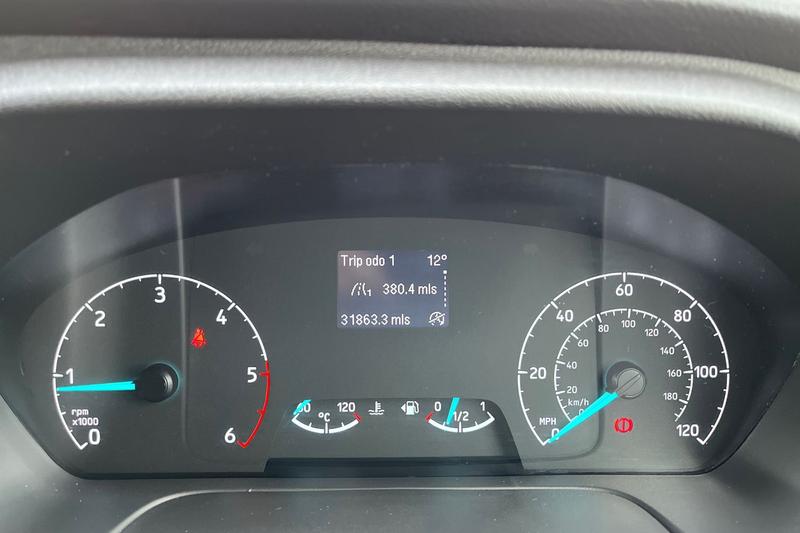 Trip odo 1 12°
1 380.4 mls
31863.3 mls
0 1 2 3 4 5 6
rpm
x1000
60 °C 120
0 1/2 1
0 20 40 60 80 100 120
MPH
0 20 40 60 80 100 120 140 160 180
km/h